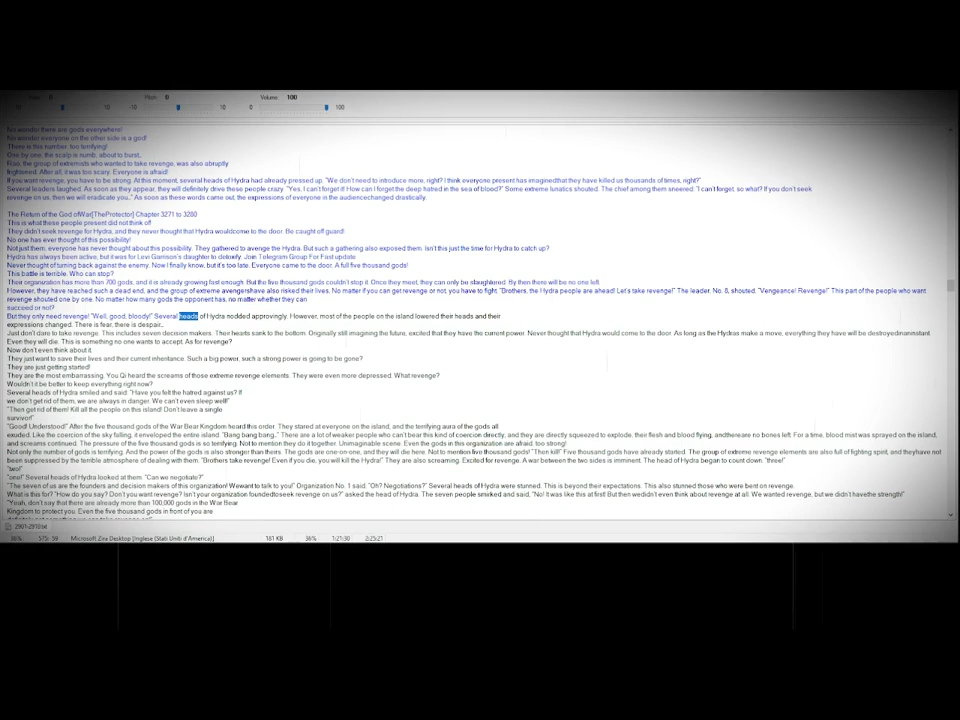 Pitch: 0 Volume: 100
10 -10 10 0 100
No wonder there are gods everywhere!
No wonder everyone on the other side is a god!
There is this number, too terrifying!
One by one, the scalp is numb, about to burst.
Rise, the group of extremists who wanted to take revenge, was also abruptly
frightened. After all, it was too scary. Everyone is afraid!
If you want revenge, you have to be strong. At this moment, several heads of Hydra had already pressed up. "We don't need to introduce more, right? I think everyone present has imaginedthat they have killed us thousands of times, right?"
Several leaders laughed. As soon as they appear, they will definitely drive these people crazy. "Yes, I can't forget it! How can I forget the deep hatred in the sea of blood?" Some extreme lunatics shouted. The chef among them sneered. "I can't forget, so what? If you don't seek
revenge on us, then we will eradicate you.." As soon as these words came out, the expressions of everyone in the audiencechanged drastically.
The Return of the God ofWar[TheProtector] Chapter 3271 to 3280
This is what these people present did not think of!
They didn't seek revenge for Hydra, and they never thought that Hydra wouldcome to the door. Be caught off guard!
No one has ever thought of this possibility!
Not just them, everyone has never thought about this possibility. They gathered to avenge the Hydra. But such a gathering also exposed them. Isn't this just the time for Hydra to catch up?
Hydra has always been active, but it was for Levi Garrison's daughter to detoxify. Join Telegram Group For Fast update
Never thought of turning back against the enemy. Now I finally know, but it's too late. Everyone came to the door. A full five thousand gods!
This battle is terrible. Who can stop?
Their organization has more than 700 gods, and it is already growing fast enough. But the five thousand gods couldn't stop it. Once they meet, they can only be slaughtered. By then there will be no one left.
However, they have reached such a dead end, and the group of extreme avengershave also risked their lives. No matter if you can get revenge or not, you have to fight. "Brothers, the Hydra people are ahead! Let's take revenge!" The leader, No. 8, shouted. "Vengeance! Revenge!" This part of the people who want
revenge shouted one by one. No matter how many gods the opponent has, no matter whether they can
succeed or not?
But they only need revenge! "Well, good, bloody!" Several heads of Hydra nodded approvingly. However, most of the people on the island lowered their heads and their
expressions changed. There is fear, there is despair...
Just don't dare to take revenge. This includes seven decision makers. Their hearts sank to the bottom. Originally still imagining the future, excited that they have the current power. Never thought that Hydra would come to the door. As long as the Hydras make a move, everything they have will be destroyedinaninstant.
Even they will die. This is something no one wants to accept. As for revenge?
Now don't even think about it.
They just want to save their lives and their current inheritance. Such a big power, such a strong power is going to be gone?
They are just getting started!
They are the most embarrassing. You Qi heard the screams of those extreme revenge elements. They were even more depressed. What revenge?
Wouldn't it be better to keep everything right now?
Several heads of Hydra smiled and said: "Have you felt the hatred against us? If
we don't get rid of them, we are always in danger. We can't even sleep well!"
"Then get rid of them! Kill all the people on this island! Don't leave a single
survivor!"
"Good! Understood!" After the five thousand gods of the War Bear Kingdom heard this order. They stared at everyone on the island, and the terrifying aura of the gods all
exuded. Like the coercion of the sky falling, it enveloped the entire island. "Bang bang bang.." There are a lot of weaker people who can't bear this kind of coercion directly, and they are directly squeezed to explode, their flesh and blood flying, andthereare no bones left. For a time, blood mist was sprayed on the island,
and screams continued. The pressure of the five thousand gods is so terrifying. Not to mention they do it together. Unimaginable scene. Even the gods on the island are afraid: too strong!
Not only the number of gods is terrifying. And the power of the gods is also stronger than theirs. The gods are one-on-one, and they will die here. Not to mention five thousand gods! "Then kill!" Five thousand gods have already started. The group of extreme revenge elements are also full of fighting spirit, and theyhave not
been suppressed by the terrible atmosphere of dealing with them. "Brothers take revenge! Even if you die, you will kill the Hydra!" They are also screaming. Excited for revenge. A war between the two sides is imminent. The head of Hydra began to count down. "three!"
"two!"
"one!" Several heads of Hydra looked at them. "Can we negotiate?"
"The seven of us are the founders and decision makers of this organization! Wewant to talk to you!" Organization No. 1 said. "Oh? Negotiations?" Several heads of Hydra were stunned. This is beyond their expectations. This also stunned those who were bent on revenge.
What is this for? "How do you say? Don't you want revenge? Isn't your organization foundedtoseek revenge on us?" asked the head of Hydra. The seven people smirked and said, "No! It was like this at first! But then wedidn't even think about revenge at all. We wanted revenge, but we didn't havethe strength!"
"Yeah, don't say that there are already more than 100,000 gods in the War Bear
Kingdom to protect you. Even the five thousand gods in front of you are
2901-2910.txt
36% 575: 59 Microsoft Zira Desktop [Inglese (Stati Uniti d'America)] 181 KB 36% 1:21:30 2:25:21